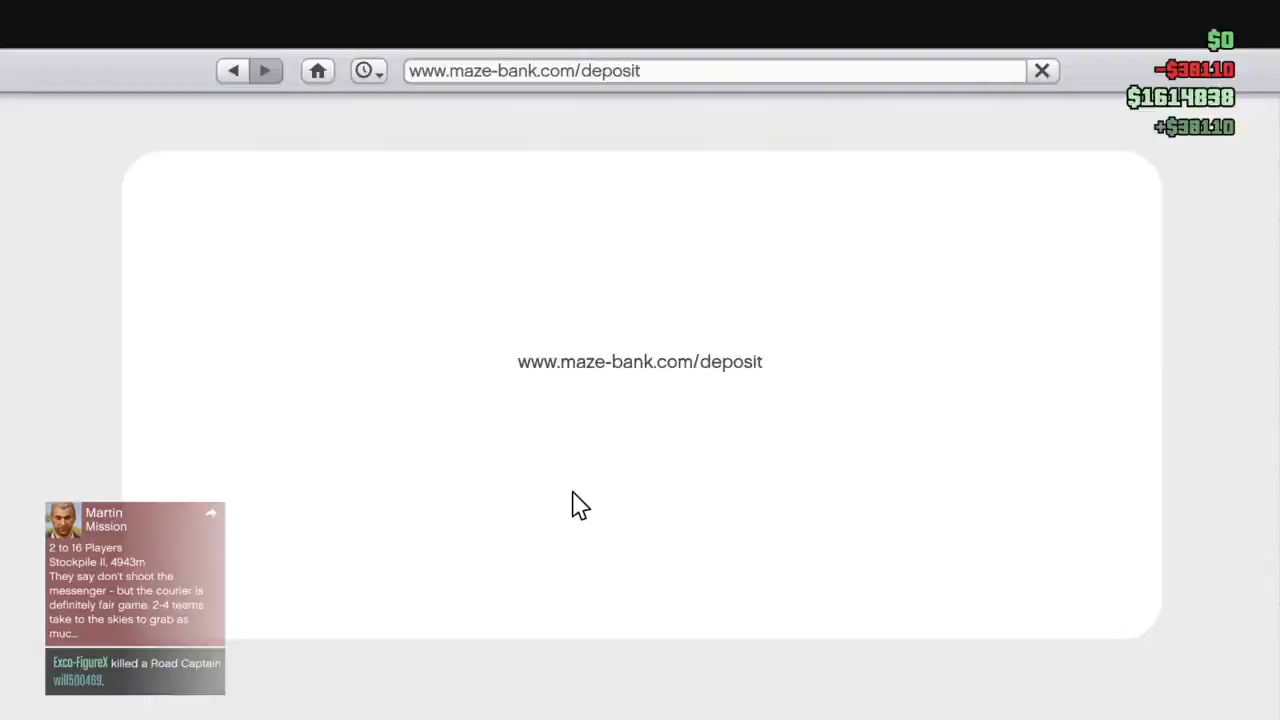 $0
www.maze-bank.com/deposit
-$38110
$1614838
+$38110
www.maze-bank.com/deposit
Martin
Mission
2 to 16 Players
Stockpile II, 4943m
They say don't shoot the
messenger - but the courier is
definitely fair game. 2-4 teams
take to the skies to grab as
muc...
Exco-FigureX killed a Road Captain
will500469.